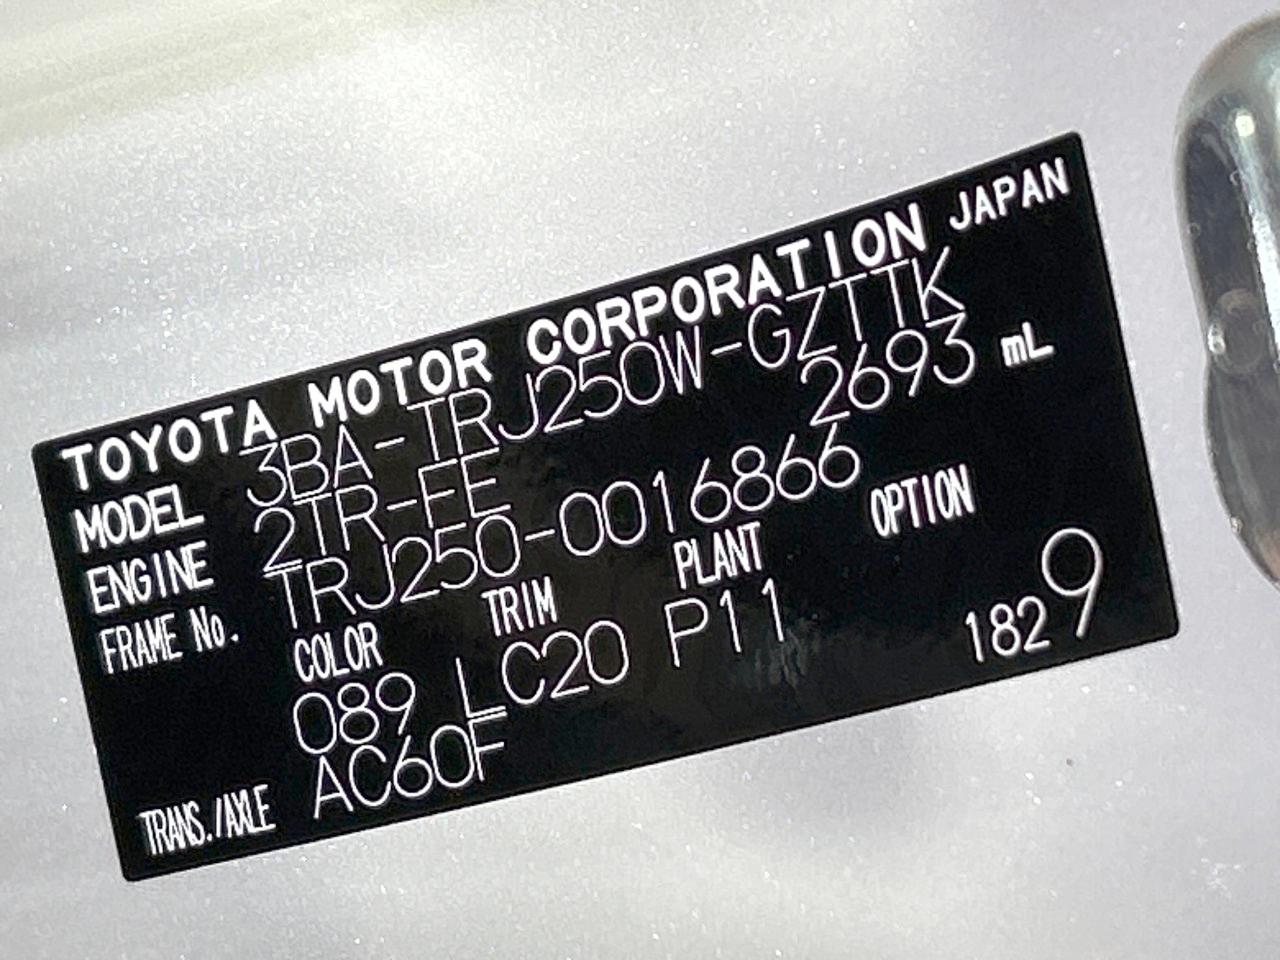 TOYOTA MOTOR CORPORATION JAPAN
MODEL 3BA-TRJ250W-GZTTK
ENGINE 2TR-FE 2693 mL
FRAME No. TRJ250-0016866
COLOR TRIM PLANT OPTION
089 LC20 P11
TRANS./AXLE AC60F 1829